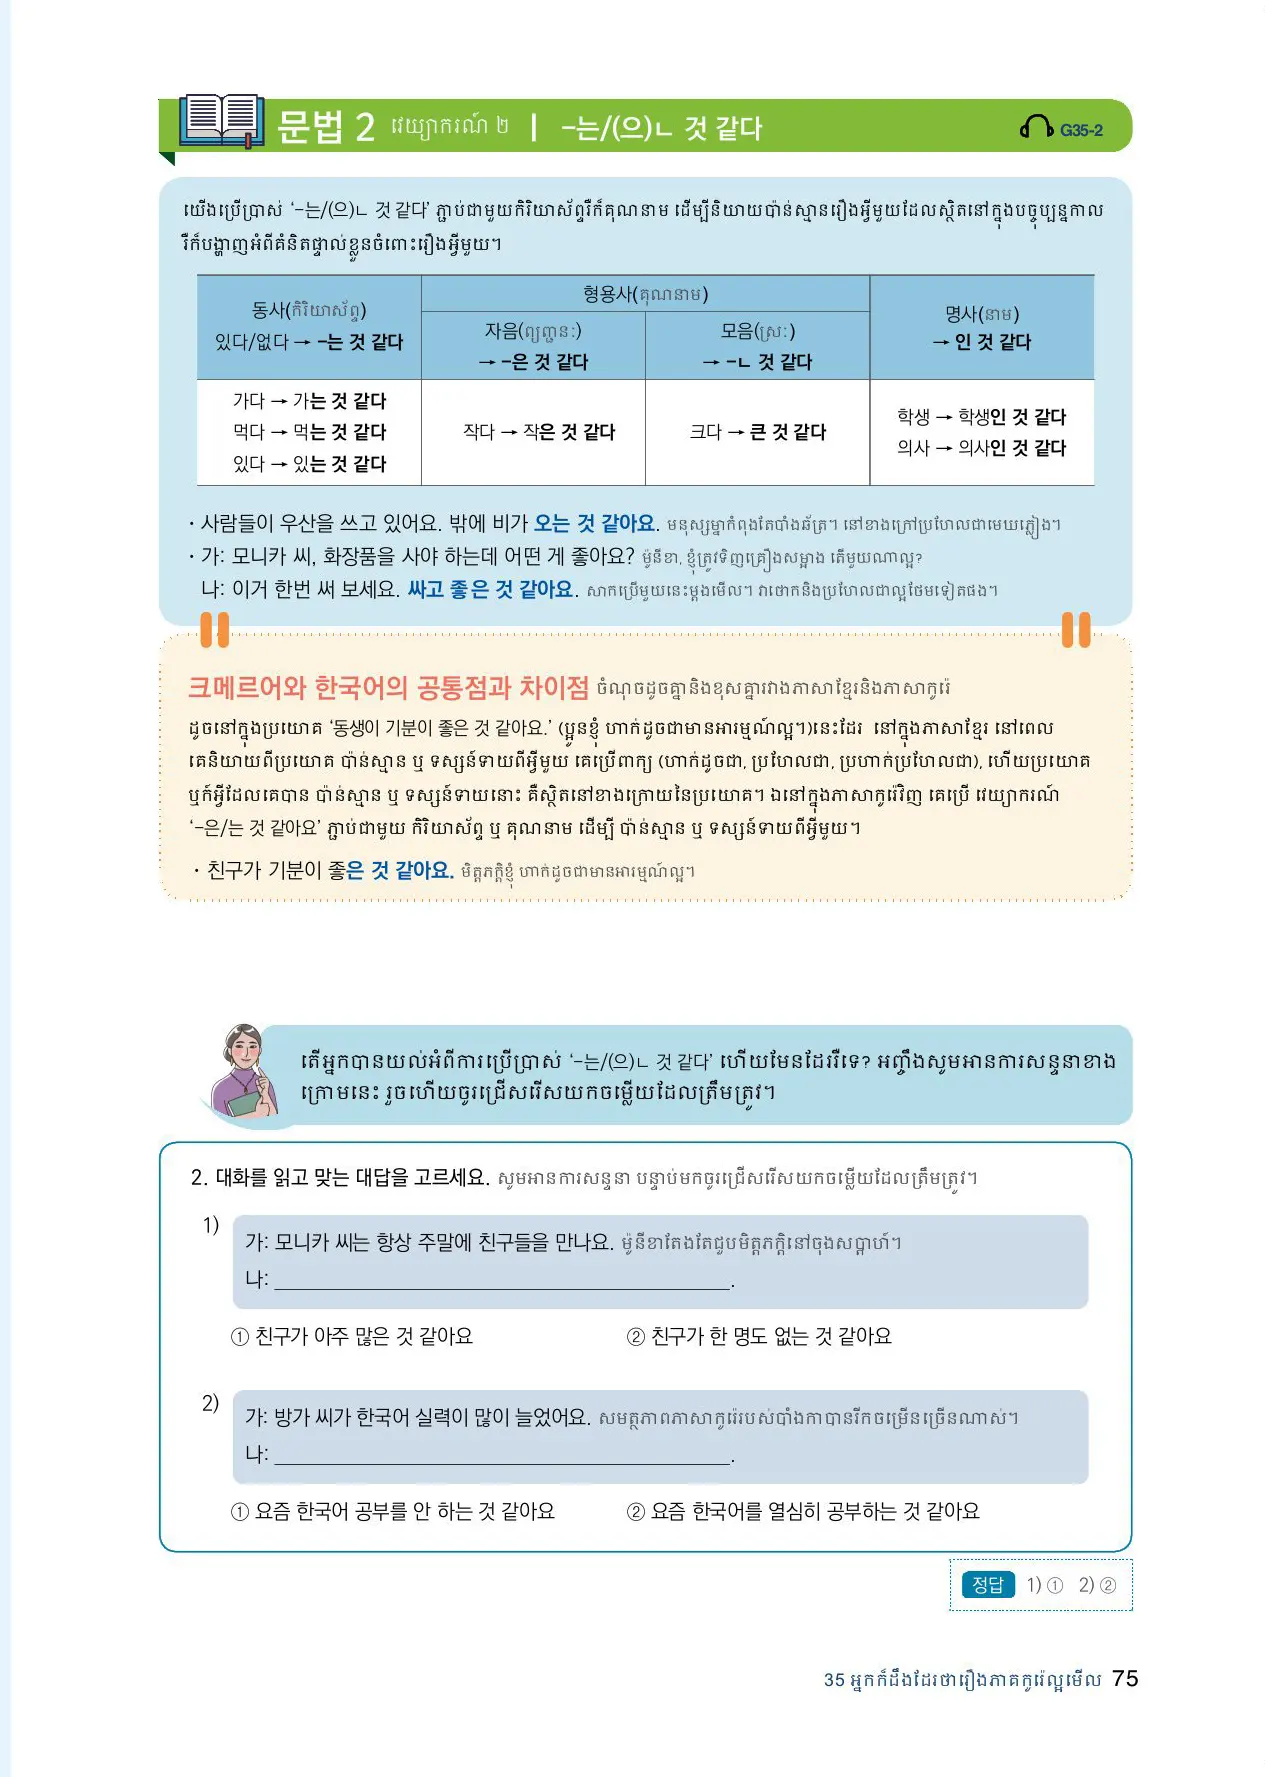 문법 2 វេយ្យាករណ៍ ២ | -는/(으)ㄴ 것 같다
G35-2
យើងប្រើប្រាស់ ‘-는/(으)ㄴ 것 같다’ ភ្ជាប់ជាមួយកិរិយាស័ព្ទឬក៏គុណនាម ដើម្បីនិយាយប៉ាន់ស្មានរឿងអ្វីមួយដែលស្ថិតនៅក្នុងបច្ចុប្បន្នកាល
ឬក៏បង្ហាញអំពីគំនិតផ្ទាល់ខ្លួនចំពោះរឿងអ្វីមួយ។
동사(កិរិយាស័ព្ទ)
있다/없다 → -는 것 같다
형용사(គុណនាម)
자음(ព្យញ្ជនៈ)
→ -은 것 같다
모음(ស្រៈ)
→ -ㄴ 것 같다
명사(នាម)
→ 인 것 같다
가다 → 가는 것 같다
먹다 → 먹는 것 같다
있다 → 있는 것 같다
작다 → 작은 것 같다
크다 → 큰 것 같다
학생 → 학생인 것 같다
의사 → 의사인 것 같다
· 사람들이 우산을 쓰고 있어요. 밖에 비가 오는 것 같아요. មនុស្សម្នាកំពុងតែបាំងឆ័ត្រ។ នៅខាងក្រៅប្រហែលជាមេឃភ្លៀង។
· 가: 모니카 씨, 화장품을 사야 하는데 어떤 게 좋아요? ម៉ូនីខា, ខ្ញុំត្រូវទិញគ្រឿងសម្អាង តើមួយណាល្អ?
나: 이거 한번 써 보세요. 싸고 좋은 것 같아요. សាកប្រើមួយនេះម្ដងមើល។ វាថោកនិងប្រហែលជាល្អថែមទៀតផង។
크메르어와 한국어의 공통점과 차이점 ចំណុចដូចគ្នានិងខុសគ្នារវាងភាសាខ្មែរនិងភាសាកូរ៉េ
ដូចនៅក្នុងប្រយោគ ‘동생이 기분이 좋은 것 같아요.’ (ប្អូនខ្ញុំ ហាក់ដូចជាមានអារម្មណ៍ល្អ។)នេះដែរ នៅក្នុងភាសាខ្មែរ នៅពេល
គេនិយាយពីប្រយោគ ប៉ាន់ស្មាន ឬ ទស្សន៍ទាយពីអ្វីមួយ គេប្រើពាក្យ (ហាក់ដូចជា, ប្រហែលជា, ប្រហាក់ប្រហែលជា), ហើយប្រយោគ
ឬក៍អ្វីដែលគេបាន ប៉ាន់ស្មាន ឬ ទស្សន៍ទាយនោះ គឺស្ថិតនៅខាងក្រោយនៃប្រយោគ។ ឯនៅក្នុងភាសាកូរ៉េវិញ គេប្រើ វេយ្យាករណ៍
‘-은/는 것 같아요’ ភ្ជាប់ជាមួយ កិរិយាស័ព្ទ ឬ គុណនាម ដើម្បី ប៉ាន់ស្មាន ឬ ទស្សន៍ទាយពីអ្វីមួយ។
· 친구가 기분이 좋은 것 같아요. មិត្តភក្តិខ្ញុំ ហាក់ដូចជាមានអារម្មណ៍ល្អ។
តើអ្នកបានយល់អំពីការប្រើប្រាស់ ‘-는/(으)ㄴ 것 같다’ ហើយមែនដែរឬទេ? អញ្ចឹងសូមអានការសន្ទនាខាង
ក្រោមនេះ រួចហើយចូរជ្រើសរើសយកចម្លើយដែលត្រឹមត្រូវ។
2. 대화를 읽고 맞는 대답을 고르세요. សូមអានការសន្ទនា បន្ទាប់មកចូរជ្រើសរើសយកចម្លើយដែលត្រឹមត្រូវ។
1)
가: 모니카 씨는 항상 주말에 친구들을 만나요. ម៉ូនីខាតែងតែជួបមិត្តភក្តិនៅចុងសប្ដាហ៍។
나: ________________________________________.
① 친구가 아주 많은 것 같아요 ② 친구가 한 명도 없는 것 같아요
2)
가: 방가 씨가 한국어 실력이 많이 늘었어요. សមត្ថភាពភាសាកូរ៉េរបស់បាំងកាបានរីកចម្រើនច្រើនណាស់។
나: ________________________________________.
① 요즘 한국어 공부를 안 하는 것 같아요 ② 요즘 한국어를 열심히 공부하는 것 같아요
정답 1) ① 2) ②
35 អ្នកក៏ដឹងដែរថារឿងភាគកូរ៉េល្អមើល 75